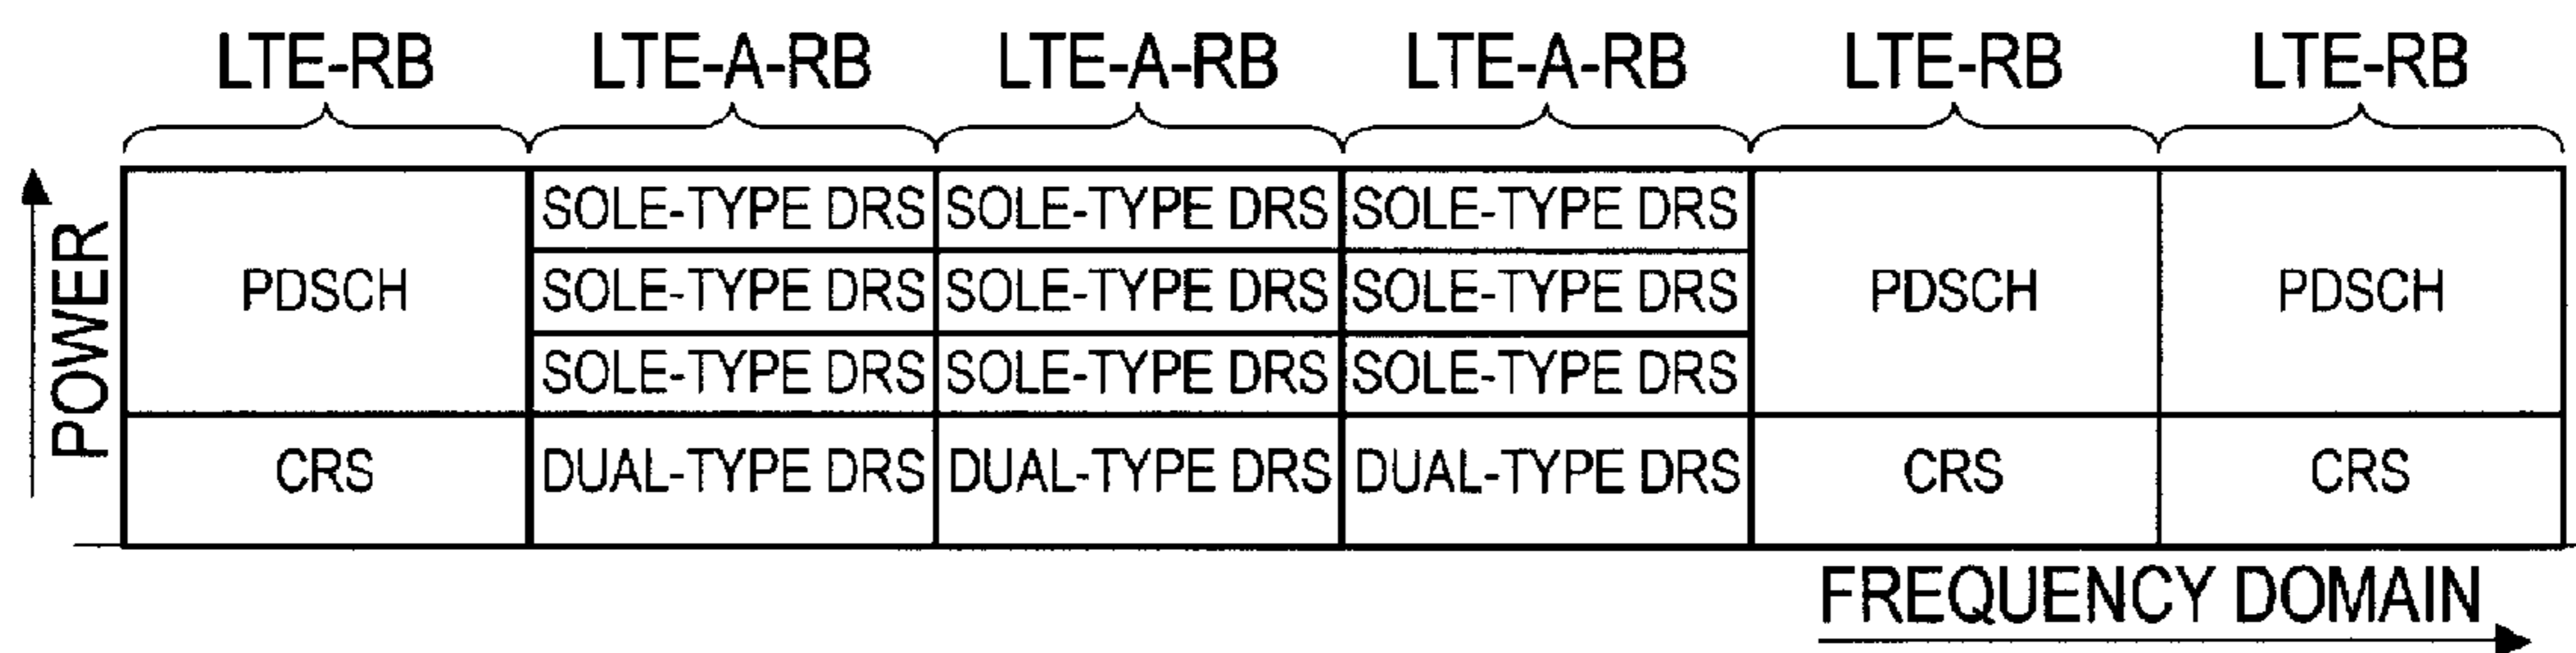 LTE-RB LTE-A-RB LTE-A-RB LTE-A-RB LTE-RB LTE-RB
POWER
SOLE-TYPE DRS SOLE-TYPE DRS SOLE-TYPE DRS
PDSCH SOLE-TYPE DRS SOLE-TYPE DRS SOLE-TYPE DRS PDSCH PDSCH
SOLE-TYPE DRS SOLE-TYPE DRS SOLE-TYPE DRS
CRS DUAL-TYPE DRS DUAL-TYPE DRS DUAL-TYPE DRS CRS CRS
FREQUENCY DOMAIN